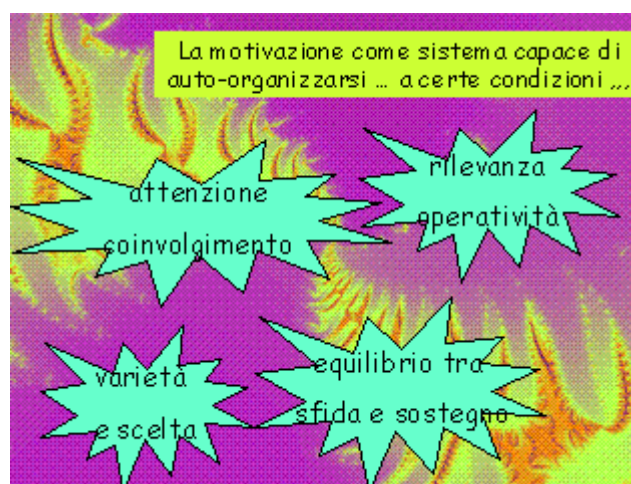 La motivazione come sistema capace di
auto-organizzarsi ... a certe condizioni ,,,
attenzione
coinvolgimento
rilevanza
operatività
varietà
e scelta
equilibrio tra
sfida e sostegno